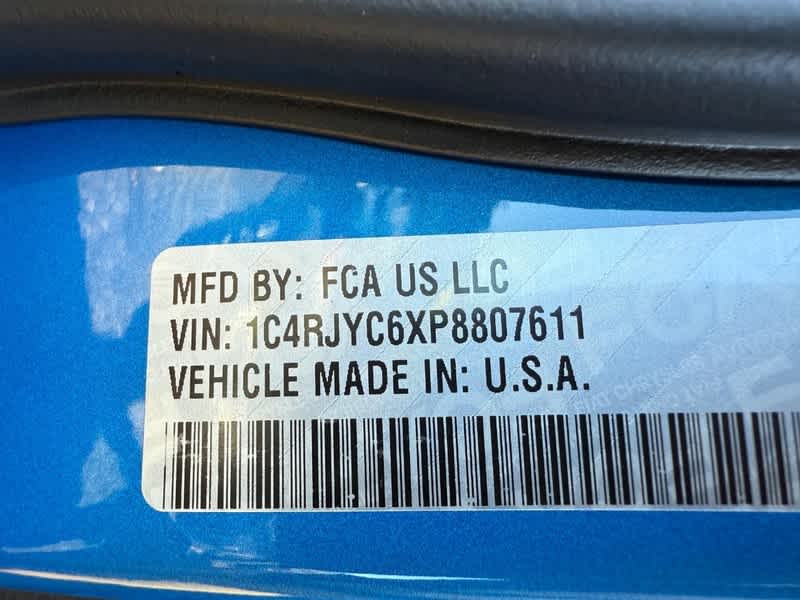 MFD BY: FCA US LLC
VIN: 1C4RJYC6XP8807611
VEHICLE MADE IN: U.S.A.